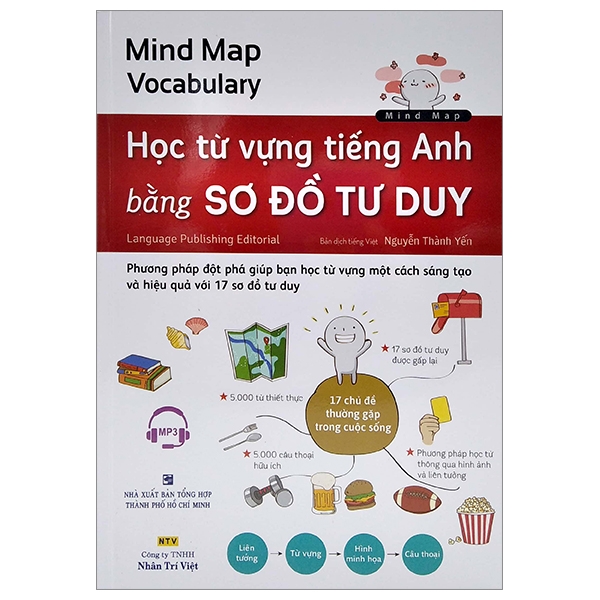 Mind Map
Vocabulary
Mind Map
Học từ vựng tiếng Anh
bằng SƠ ĐỒ TƯ DUY
Language Publishing Editorial
Bản dịch tiếng Việt Nguyễn Thành Yến
Phương pháp đột phá giúp bạn học từ vựng một cách sáng tạo
và hiệu quả với 17 sơ đồ tư duy
★ 17 sơ đồ tư duy
được gấp lại
★ 5.000 từ thiết thực
17 chủ đề
thường gặp
trong cuộc sống
MP3
★ 5.000 câu thoại
hữu ích
★ Phương pháp học từ
thông qua hình ảnh
và liên tưởng
NHÀ XUẤT BẢN TỔNG HỢP
THÀNH PHỐ HỒ CHÍ MINH
NTV
Công ty TNHH
Nhân Trí Việt
Liên
tưởng
Từ vựng
Hình
minh họa
Câu thoại